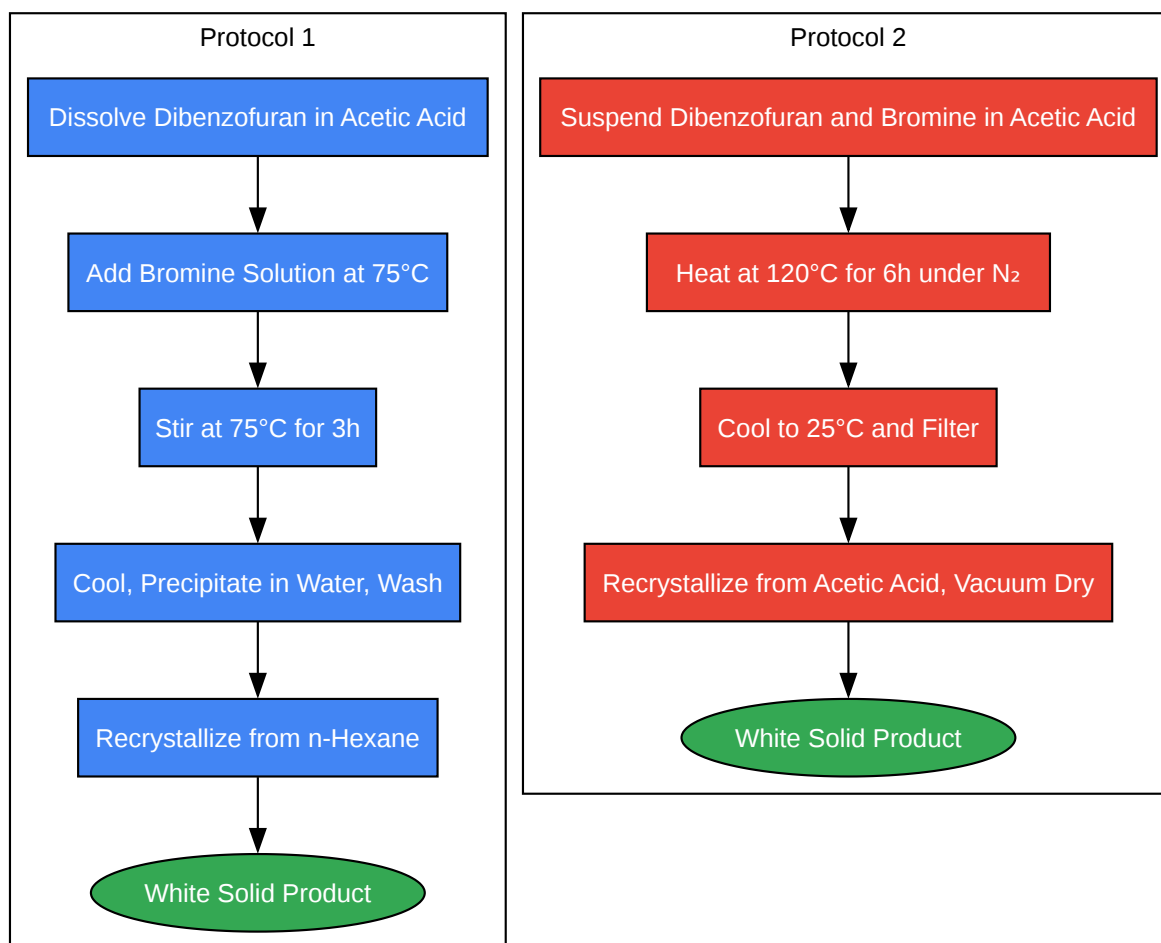 Protocol 1
Dissolve Dibenzofuran in Acetic Acid
Add Bromine Solution at 75°C
Stir at 75°C for 3h
Cool, Precipitate in Water, Wash
Recrystallize from n-Hexane
White Solid Product
Protocol 2
Suspend Dibenzofuran and Bromine in Acetic Acid
Heat at 120°C for 6h under N₂
Cool to 25°C and Filter
Recrystallize from Acetic Acid, Vacuum Dry
White Solid Product